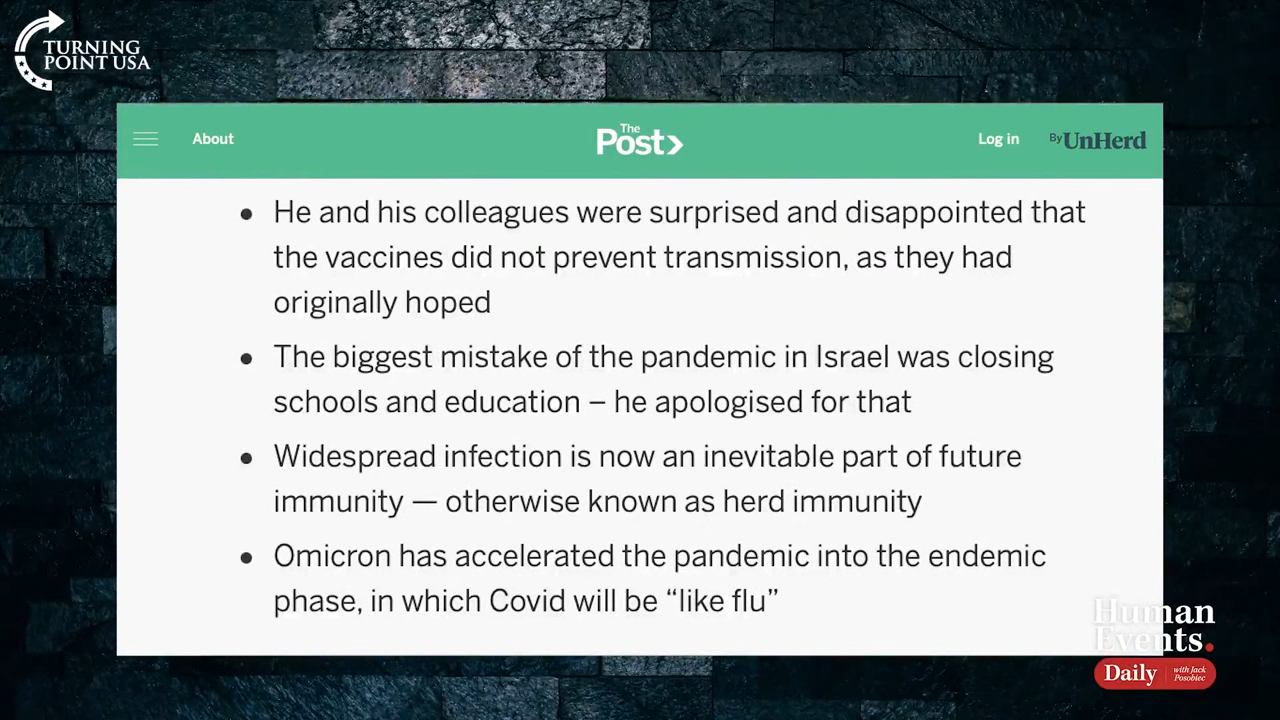 TURNING
POINT USA
About
The
Post>
Log in
By UnHerd
• He and his colleagues were surprised and disappointed that
the vaccines did not prevent transmission, as they had
originally hoped
• The biggest mistake of the pandemic in Israel was closing
schools and education – he apologised for that
• Widespread infection is now an inevitable part of future
immunity — otherwise known as herd immunity
• Omicron has accelerated the pandemic into the endemic
phase, in which Covid will be “like flu”
Human
Events.
Daily
with Jack
Posobiec